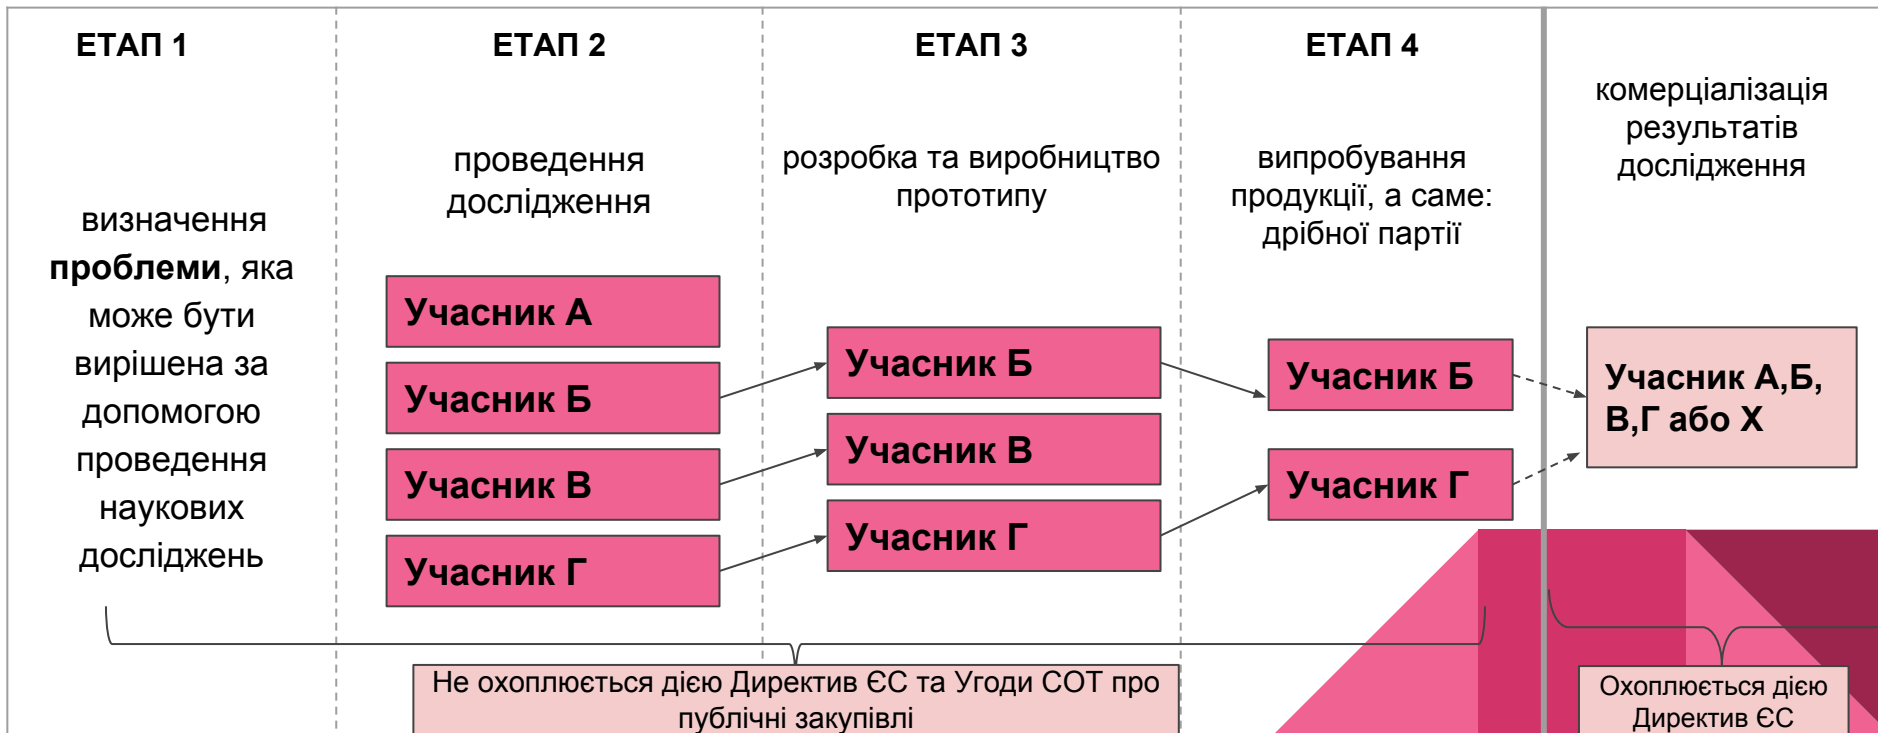 ЕТАП 1
визначення
проблеми, яка
може бути
вирішена за
допомогою
проведення
наукових
досліджень
ЕТАП 2
проведення
дослідження
Учасник А
Учасник Б
Учасник В
Учасник Г
ЕТАП 3
розробка та виробництво
прототипу
Учасник Б
Учасник В
Учасник Г
ЕТАП 4
випробування
продукції, а саме:
дрібної партії
Учасник Б
Учасник Г
комерціалізація
результатів
дослідження
Учасник А,Б,
В,Г або Х
Не охоплюється дією Директив ЄС та Угоди СОТ про
публічні закупівлі
Охоплюється дією
Директив ЄС